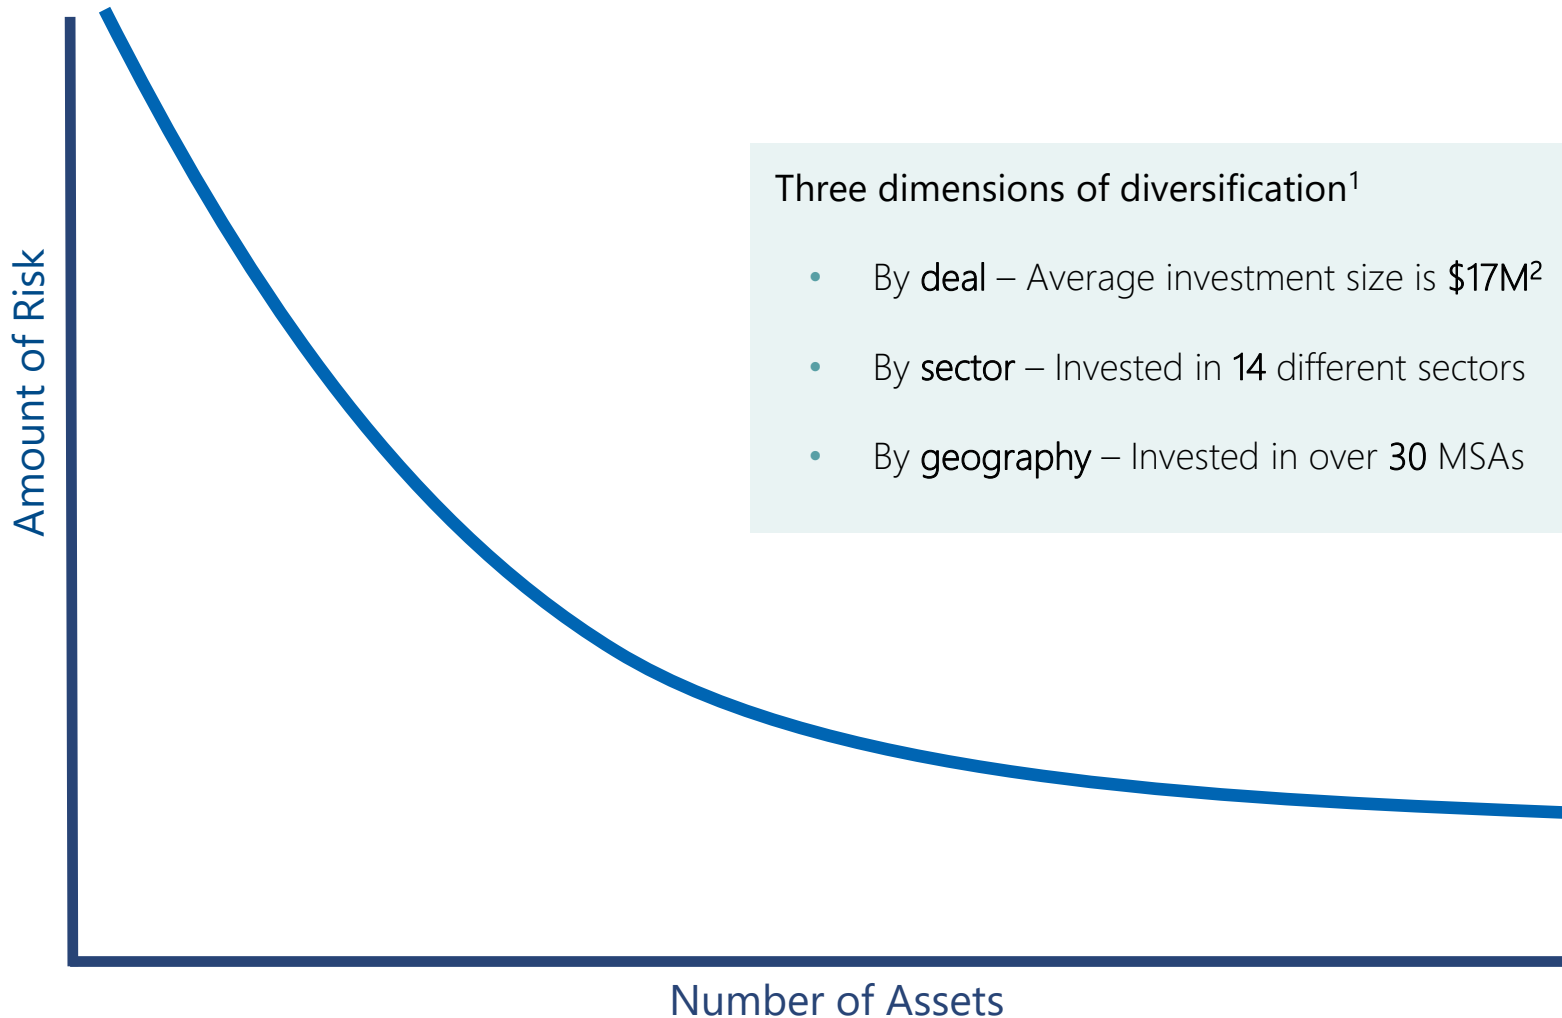 Amount of Risk
Three dimensions of diversification¹
• By deal – Average investment size is $17M²
• By sector – Invested in 14 different sectors
• By geography – Invested in over 30 MSAs
Number of Assets